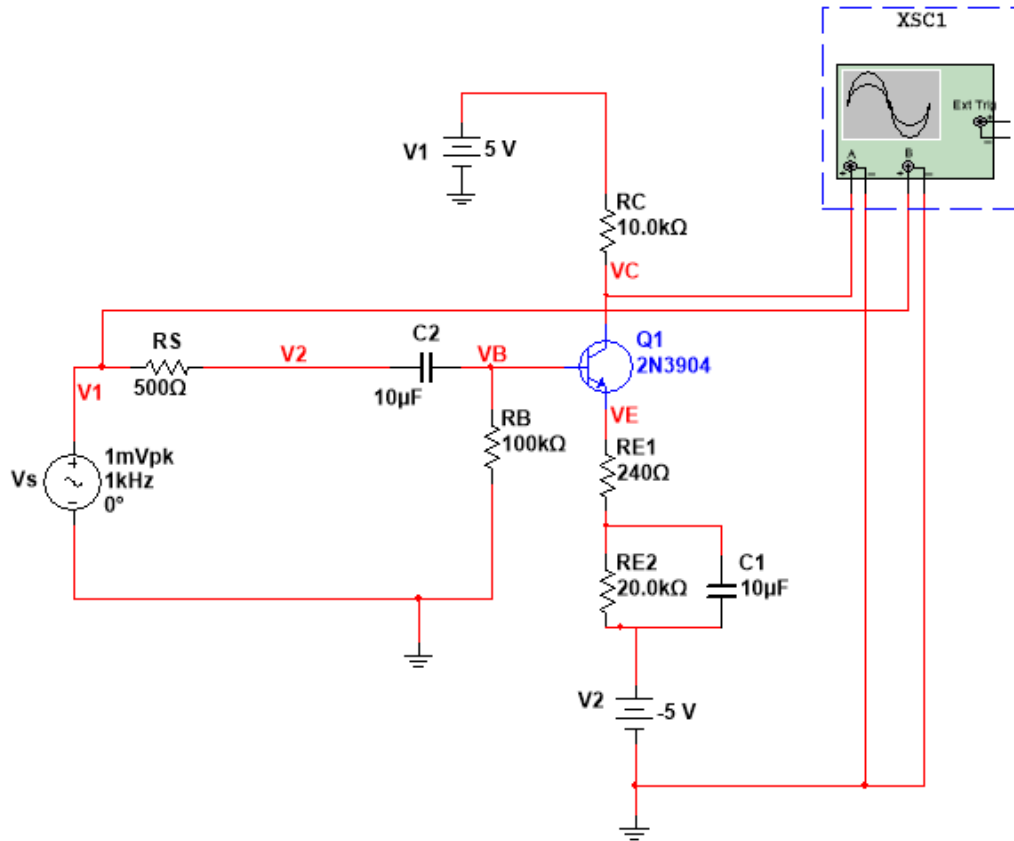 XSC1
Ext Trig
+
−
A
B
+ −
+ −
V1
5 V
RC
10.0kΩ
VC
RS
500Ω
V2
C2
10µF
VB
Q1
2N3904
V1
VE
RB
100kΩ
RE1
240Ω
Vs
1mVpk
1kHz
0°
RE2
20.0kΩ
C1
10µF
V2
-5 V